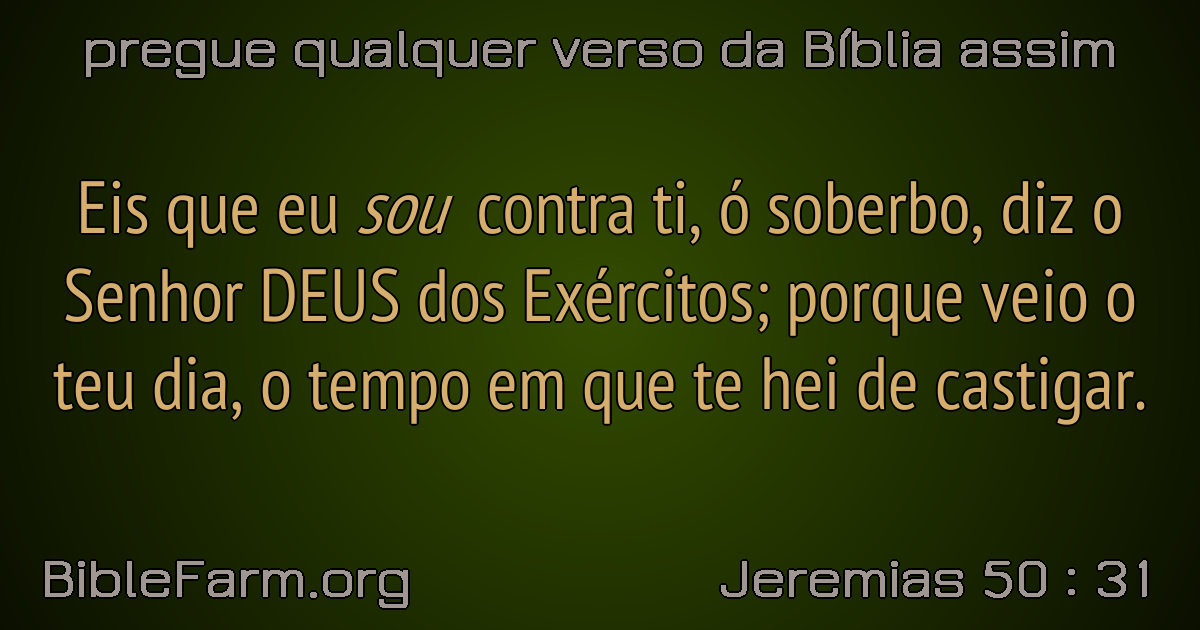 pregue qualquer verso da Bíblia assim
Eis que eu sou contra ti, ó soberbo, diz o
Senhor DEUS dos Exércitos; porque veio o
teu dia, o tempo em que te hei de castigar.
BibleFarm.org
Jeremias 50 : 31